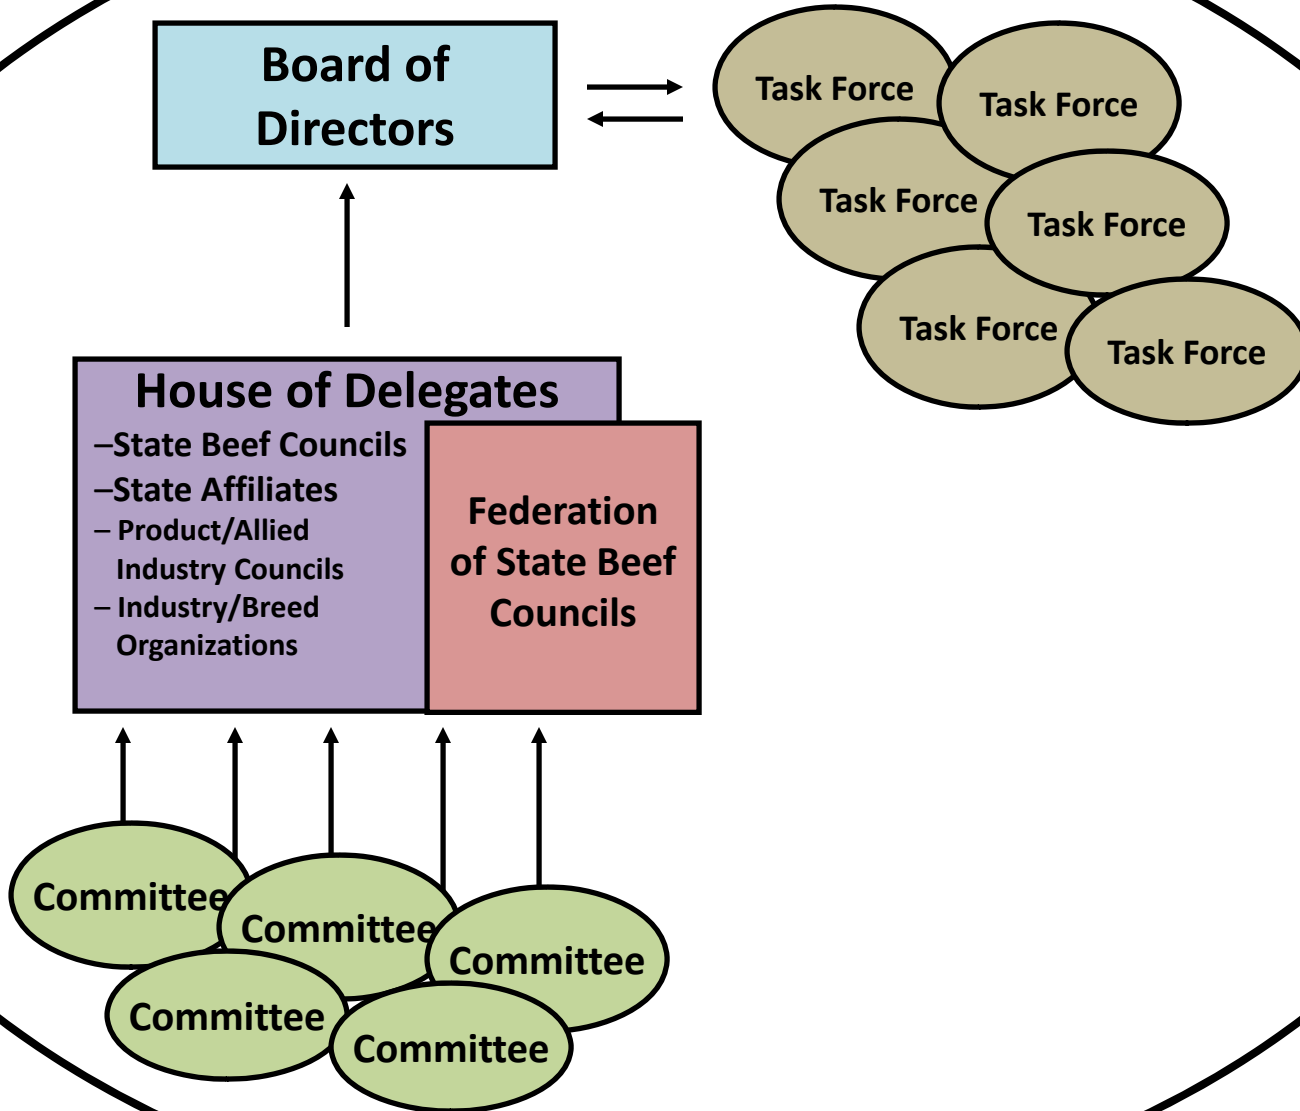 Board of
Directors
Task Force
Task Force
Task Force
Task Force
Task Force
Task Force
House of Delegates
–State Beef Councils
–State Affiliates
– Product/Allied
Industry Councils
– Industry/Breed
Organizations
Federation
of State Beef
Councils
Committee
Committee
Committee
Committee
Committee